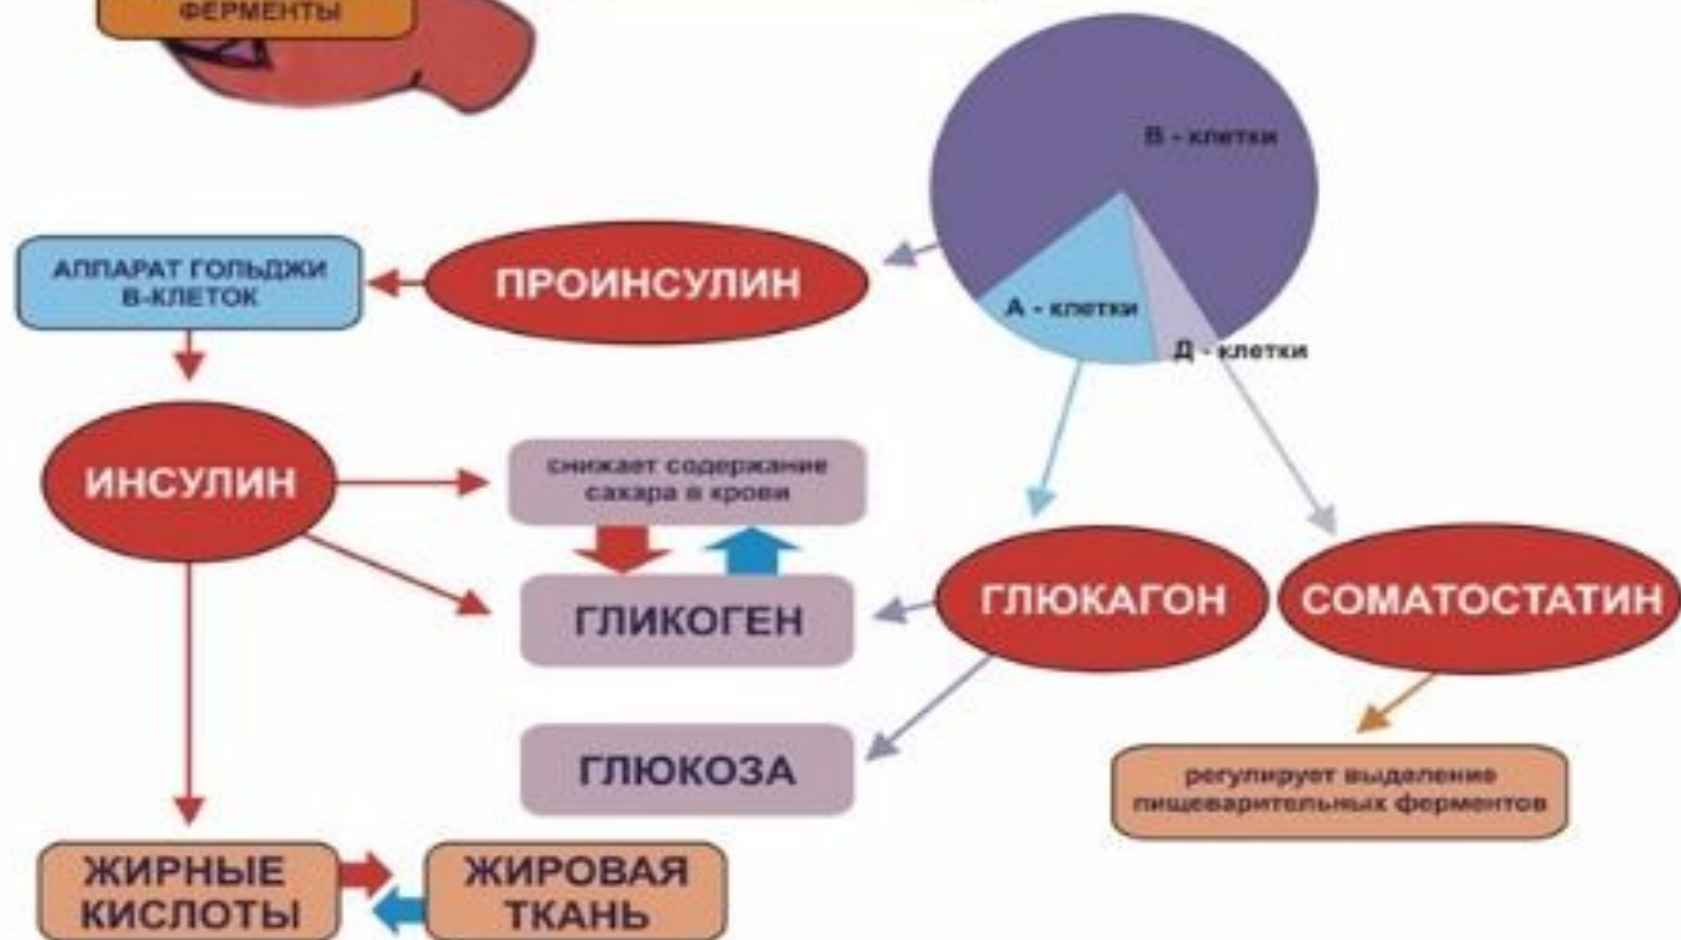 ФЕРМЕНТЫ
В - клетки
А - клетки
Д - клетки
ПРОИНСУЛИН
АППАРАТ ГОЛЬДЖИ
В-КЛЕТОК
ИНСУЛИН
снижает содержание
сахара в крови
ГЛИКОГЕН
ГЛЮКАГОН
СОМАТОСТАТИН
ГЛЮКОЗА
регулирует выделение
пищеварительных ферментов
ЖИРНЫЕ
КИСЛОТЫ
ЖИРОВАЯ
ТКАНЬ